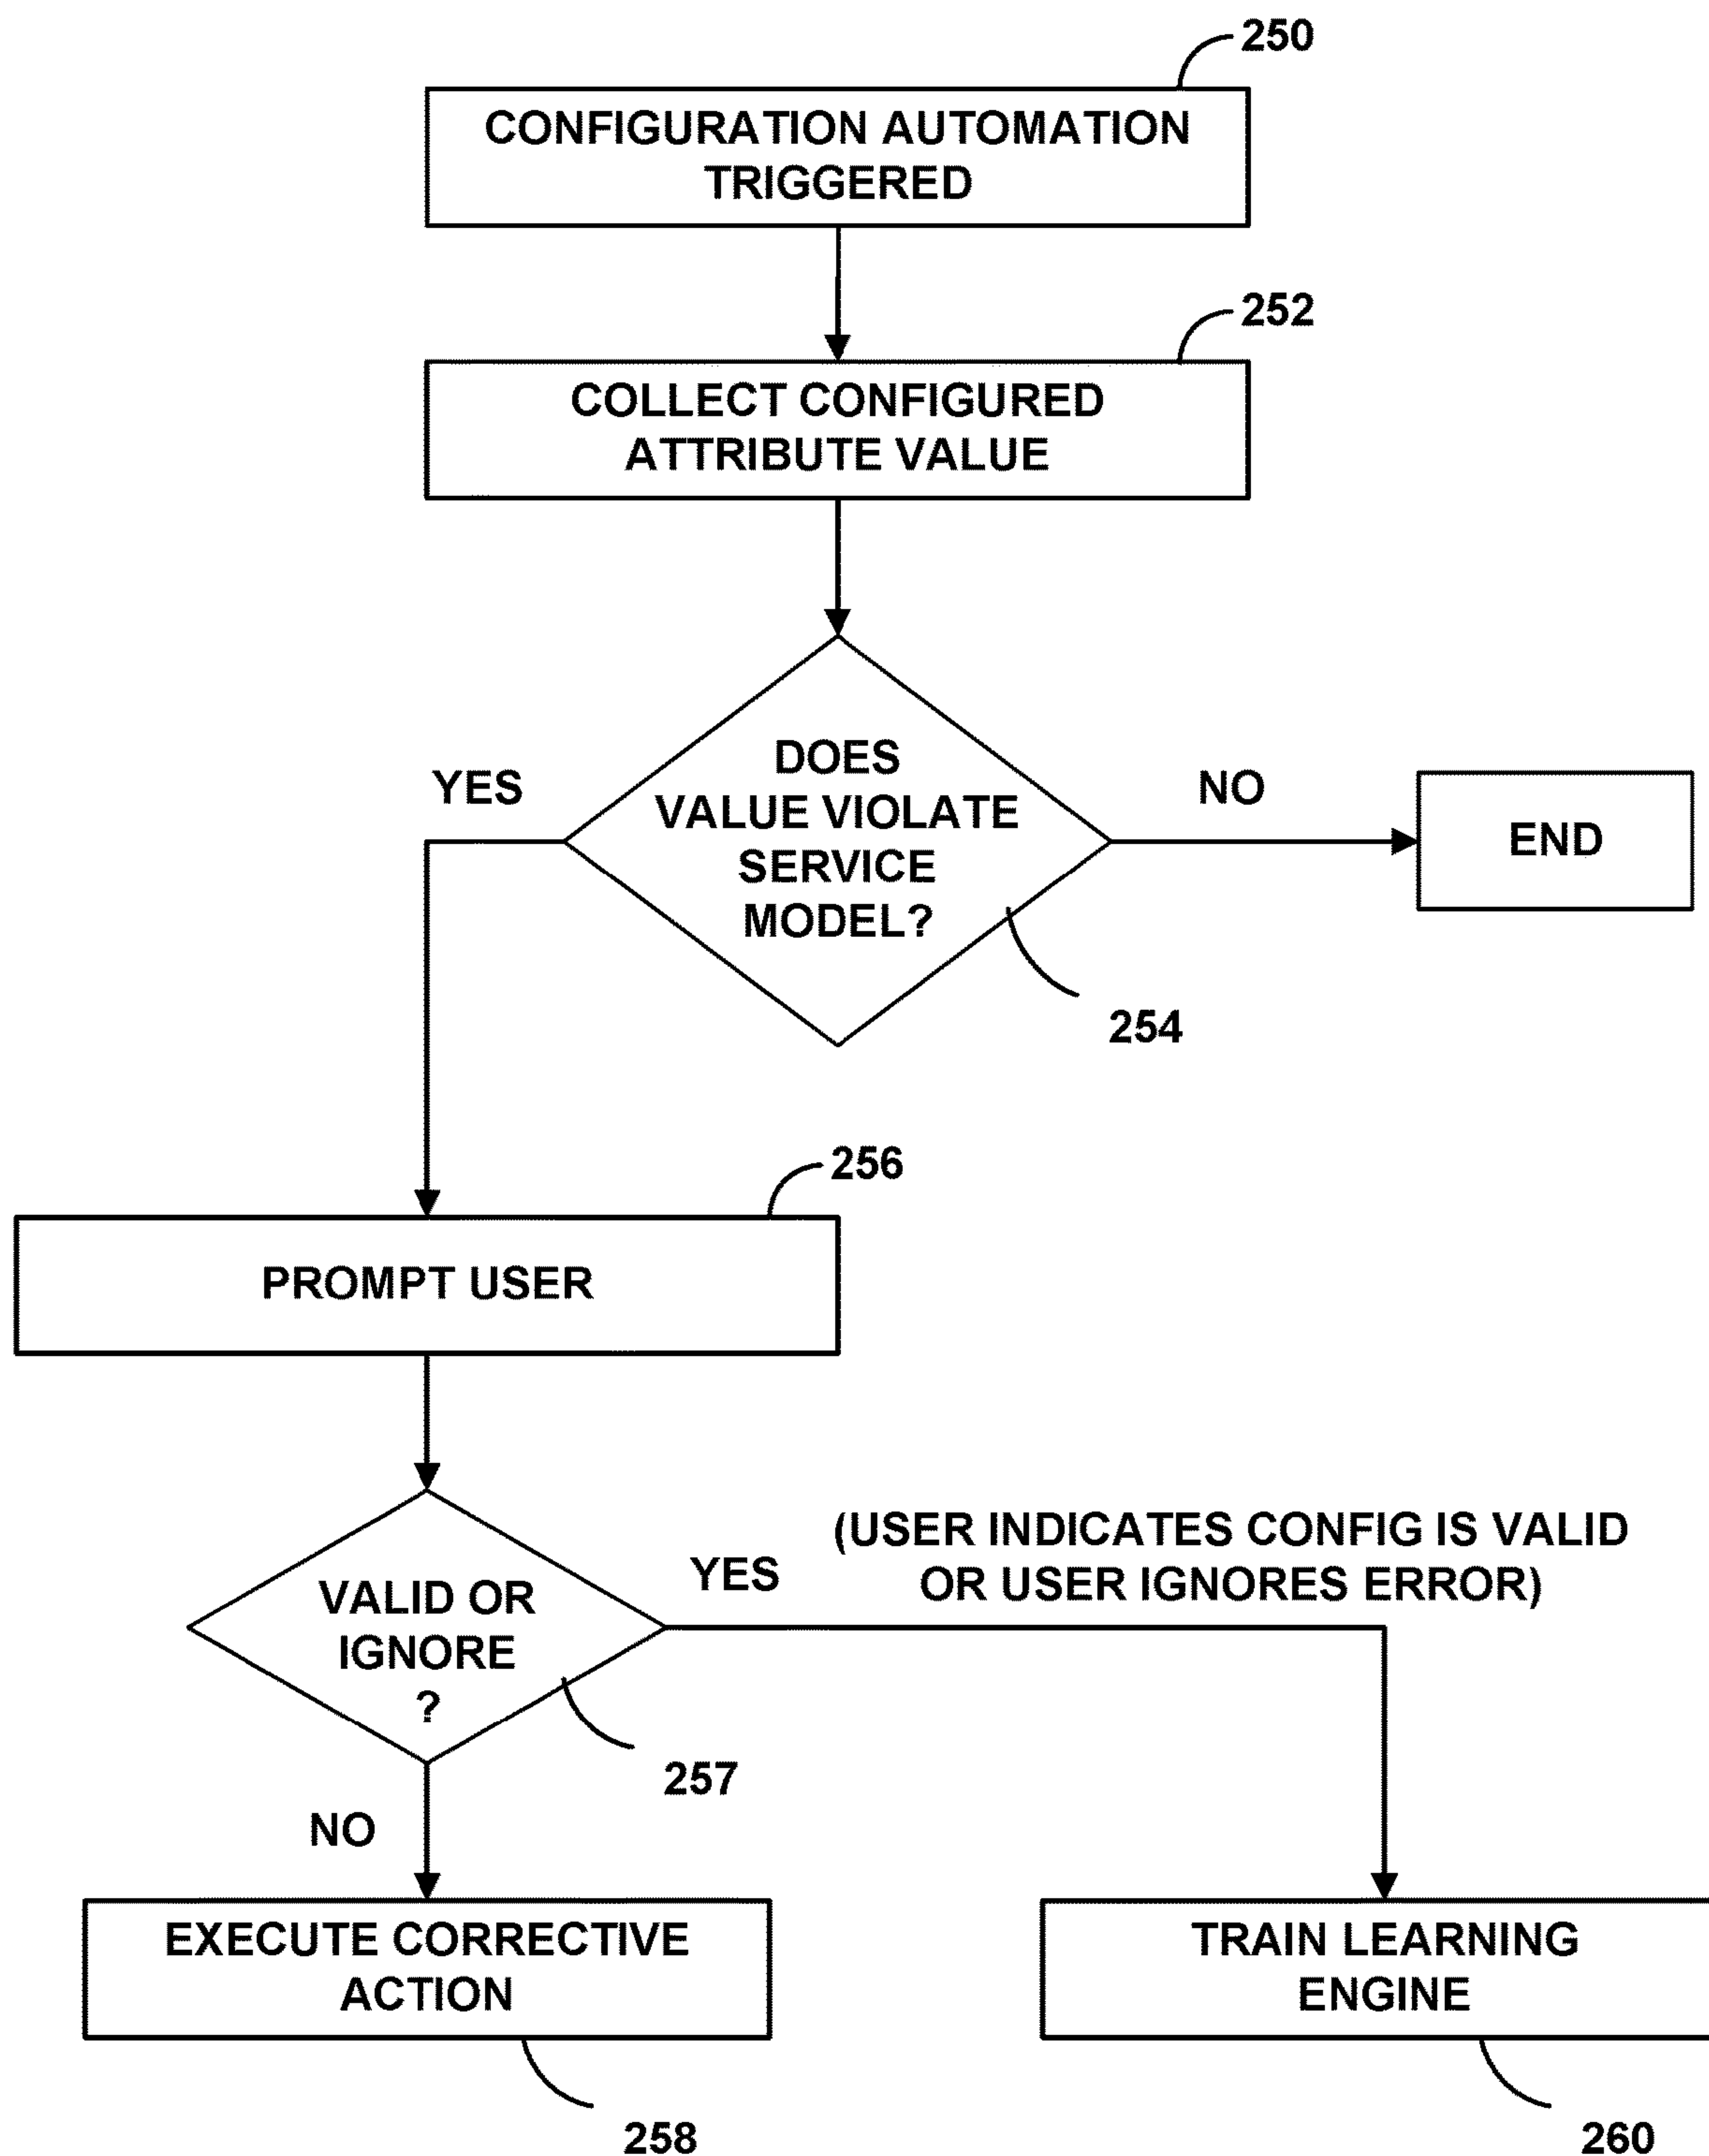 250
CONFIGURATION AUTOMATION
TRIGGERED
252
COLLECT CONFIGURED
ATTRIBUTE VALUE
DOES
VALUE VIOLATE
SERVICE
MODEL?
YES
NO
END
254
256
PROMPT USER
VALID OR
IGNORE
?
YES
(USER INDICATES CONFIG IS VALID
OR USER IGNORES ERROR)
257
NO
EXECUTE CORRECTIVE
ACTION
258
TRAIN LEARNING
ENGINE
260